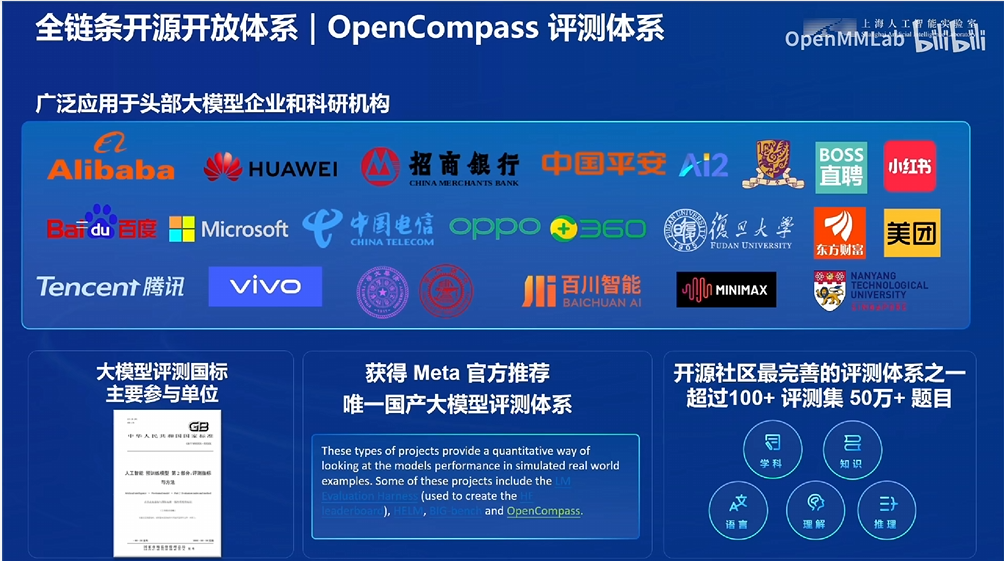 全链条开源开放体系 | OpenCompass 评测体系
上海人工智能实验室
OpenMMLab bilibili
广泛应用于头部大模型企业和科研机构
Alibaba HUAWEI 招商银行 中国平安 Ai2 BOSS 小红书
CHINA MERCHANTS BANK 直聘
Bai du 百度 Microsoft 中国电信 oppo 360 復旦大學 东方财富 美团
CHINA TELECOM FUDAN UNIVERSITY
Tencent 腾讯 vivo 百川智能 MINIMAX NANYANG
BAICHUAN AI TECHNOLOGICAL
UNIVERSITY
大模型评测国标
主要参与单位
GB
中华人民共和国国家标准
人工智能 预训练模型 第2部分:评测指标
与方法
获得 Meta 官方推荐
唯一国产大模型评测体系
These types of projects provide a quantitative way of
looking at the models performance in simulated real world
examples. Some of these projects include the LM
Evaluation Harness (used to create the HF
leaderboard), HELM, BIG-bench and OpenCompass.
开源社区最完善的评测体系之一
超过100+ 评测集 50万+ 题目
学科 知识
语言 理解 推理